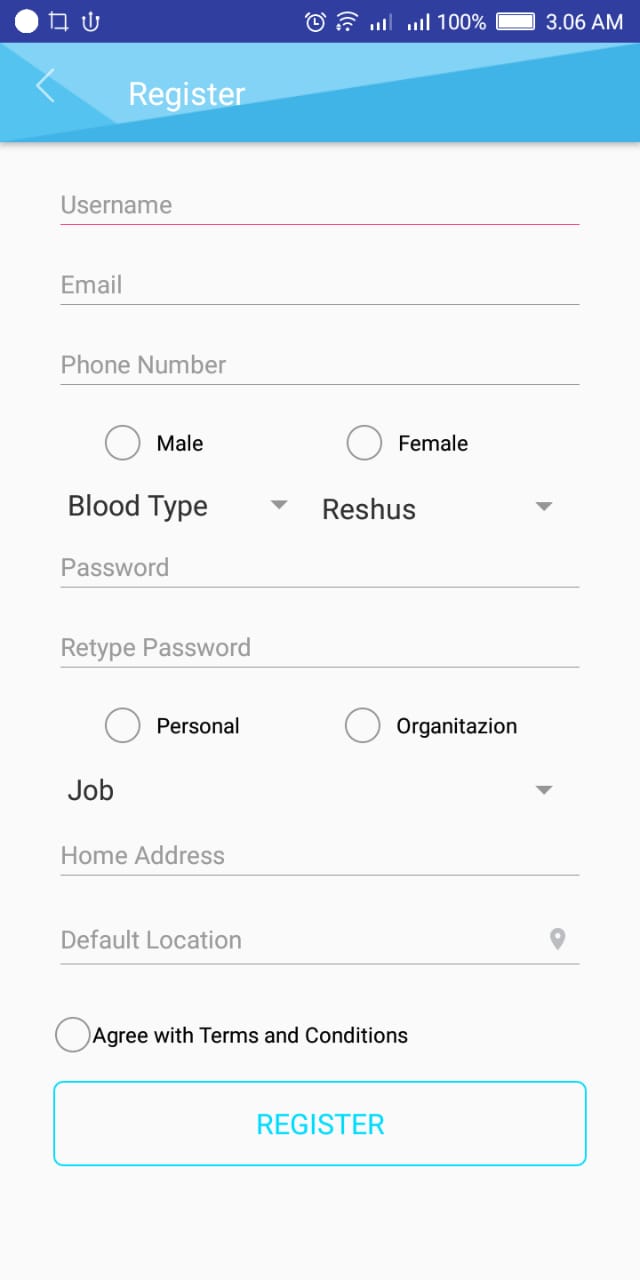 100% 3.06 AM
Register
Username
Email
Phone Number
Male Female
Blood Type Reshus
Password
Retype Password
Personal Organitazion
Job
Home Address
Default Location
Agree with Terms and Conditions
REGISTER